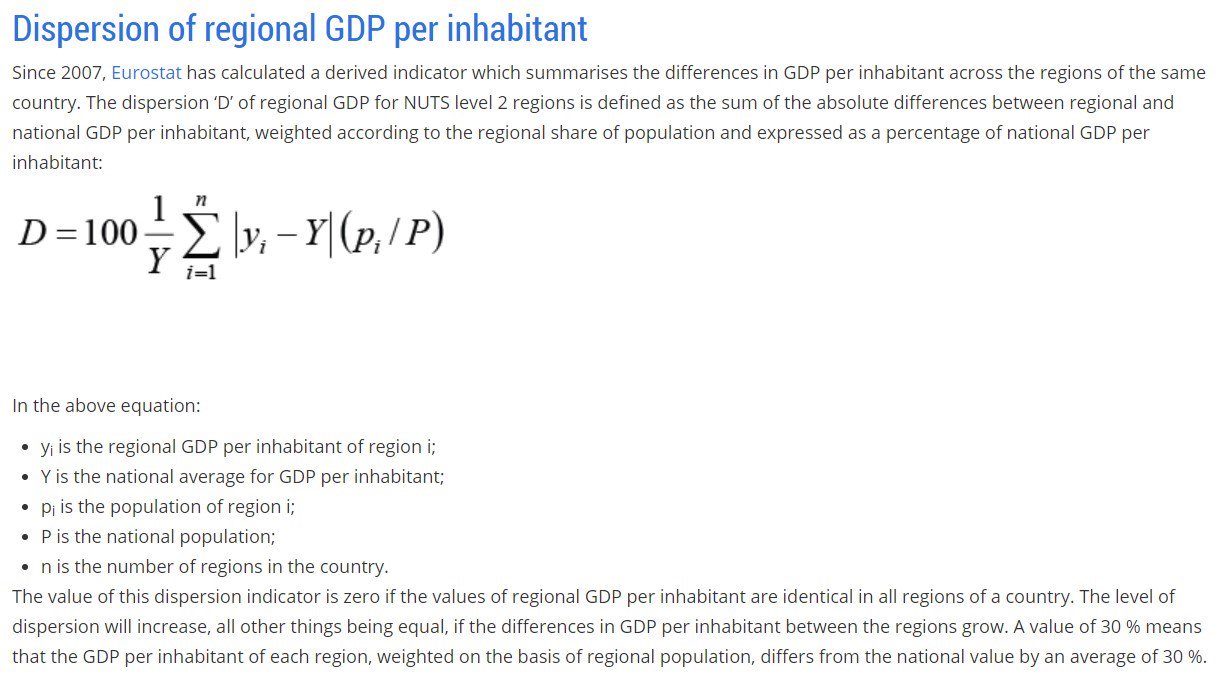 Dispersion of regional GDP per inhabitant
Since 2007, Eurostat has calculated a derived indicator which summarises the differences in GDP per inhabitant across the regions of the same
country. The dispersion ‘D’ of regional GDP for NUTS level 2 regions is defined as the sum of the absolute differences between regional and
national GDP per inhabitant, weighted according to the regional share of population and expressed as a percentage of national GDP per
inhabitant:
D = 100 1/Y ∑ⁿᵢ₌₁ |yᵢ – Y|(pᵢ / P)
In the above equation:
• yᵢ is the regional GDP per inhabitant of region i;
• Y is the national average for GDP per inhabitant;
• pᵢ is the population of region i;
• P is the national population;
• n is the number of regions in the country.
The value of this dispersion indicator is zero if the values of regional GDP per inhabitant are identical in all regions of a country. The level of
dispersion will increase, all other things being equal, if the differences in GDP per inhabitant between the regions grow. A value of 30 % means
that the GDP per inhabitant of each region, weighted on the basis of regional population, differs from the national value by an average of 30 %.